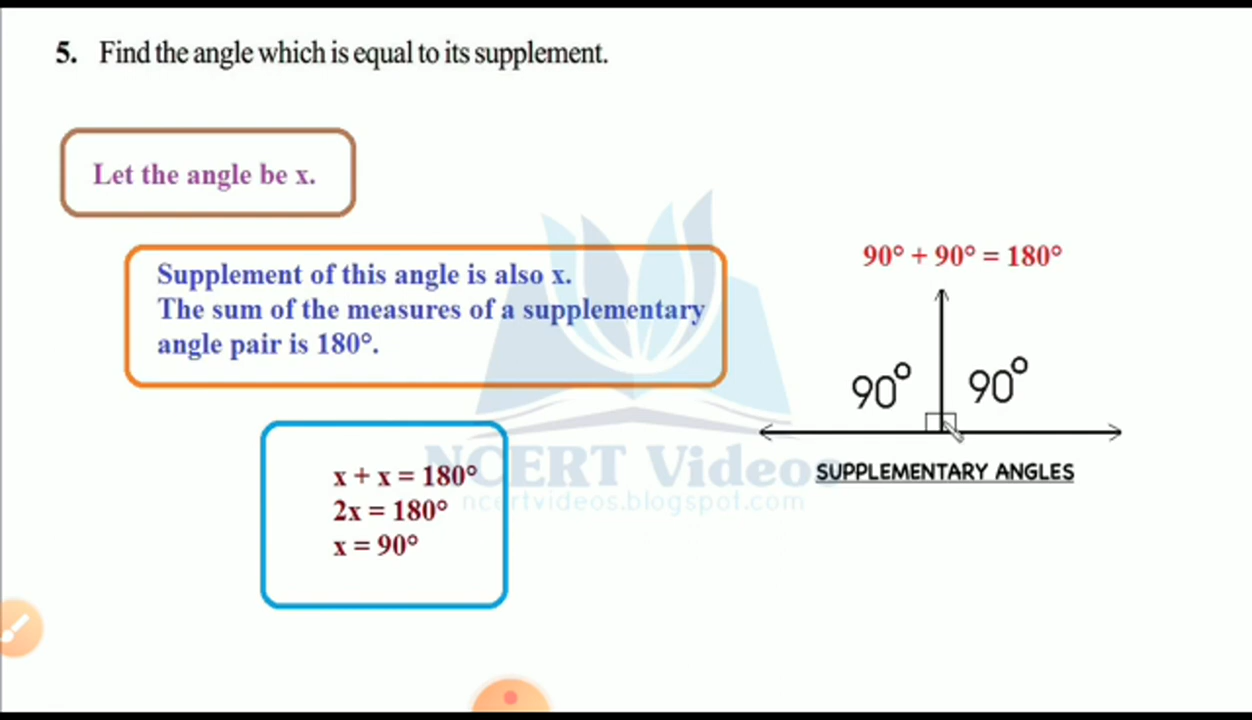 5. Find the angle which is equal to its supplement.
Let the angle be x.
Supplement of this angle is also x.
The sum of the measures of a supplementary
angle pair is 180°.
90° + 90° = 180°
90° 90°
SUPPLEMENTARY ANGLES
x + x = 180°
2x = 180°
x = 90°
NCERT Videos
ncertvideos.blogspot.com